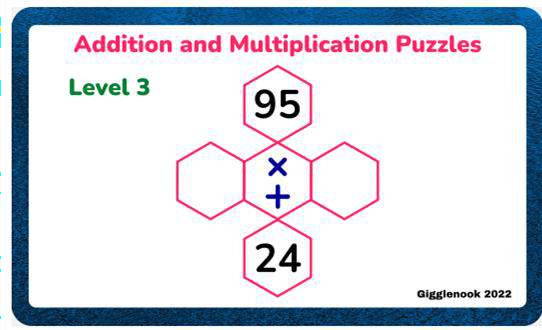 Addition and Multiplication Puzzles
Level 3
95
×
+
24
Gigglenook 2022